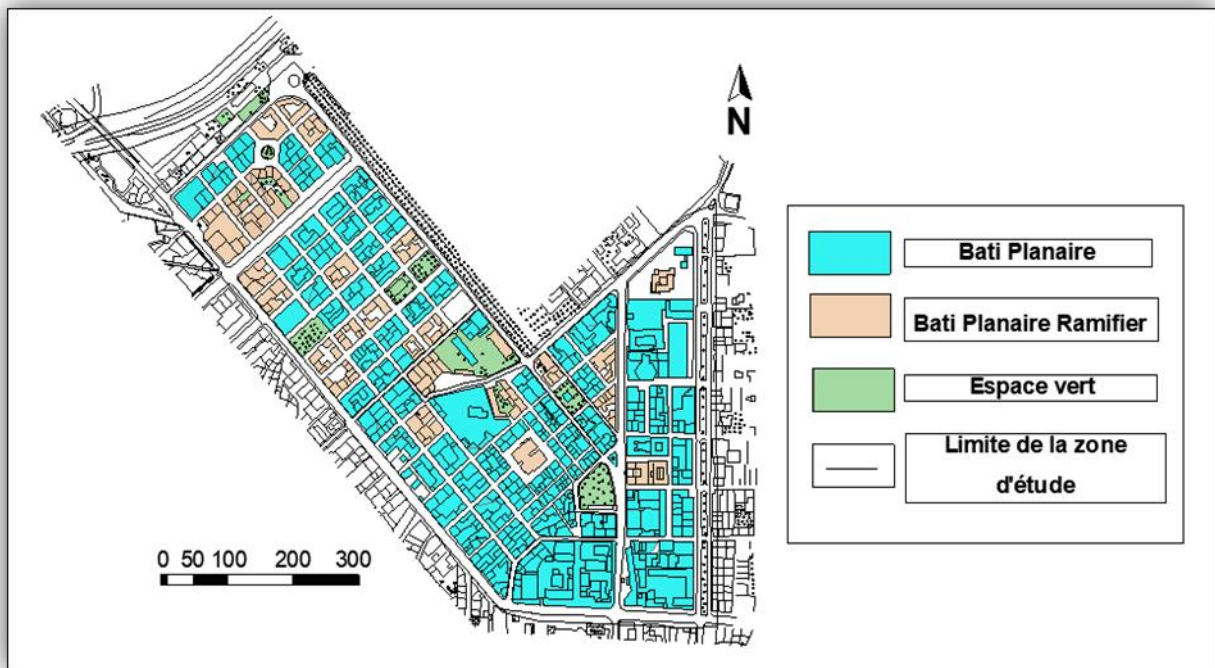 N
Bati Planaire
Bati Planaire Ramifier
Espace vert
Limite de la zone
d'étude
0 50 100 200 300